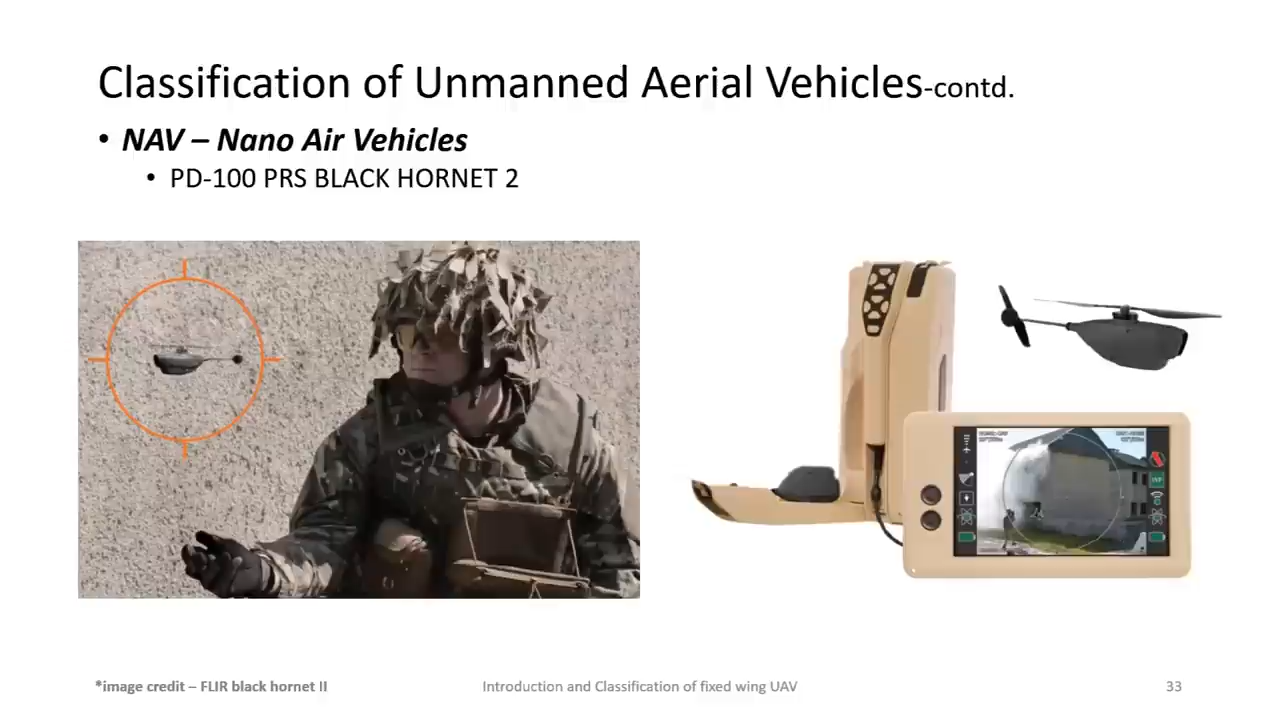 Classification of Unmanned Aerial Vehicles-contd.
• NAV – Nano Air Vehicles
• PD-100 PRS BLACK HORNET 2
*image credit – FLIR black hornet II
Introduction and Classification of fixed wing UAV
33